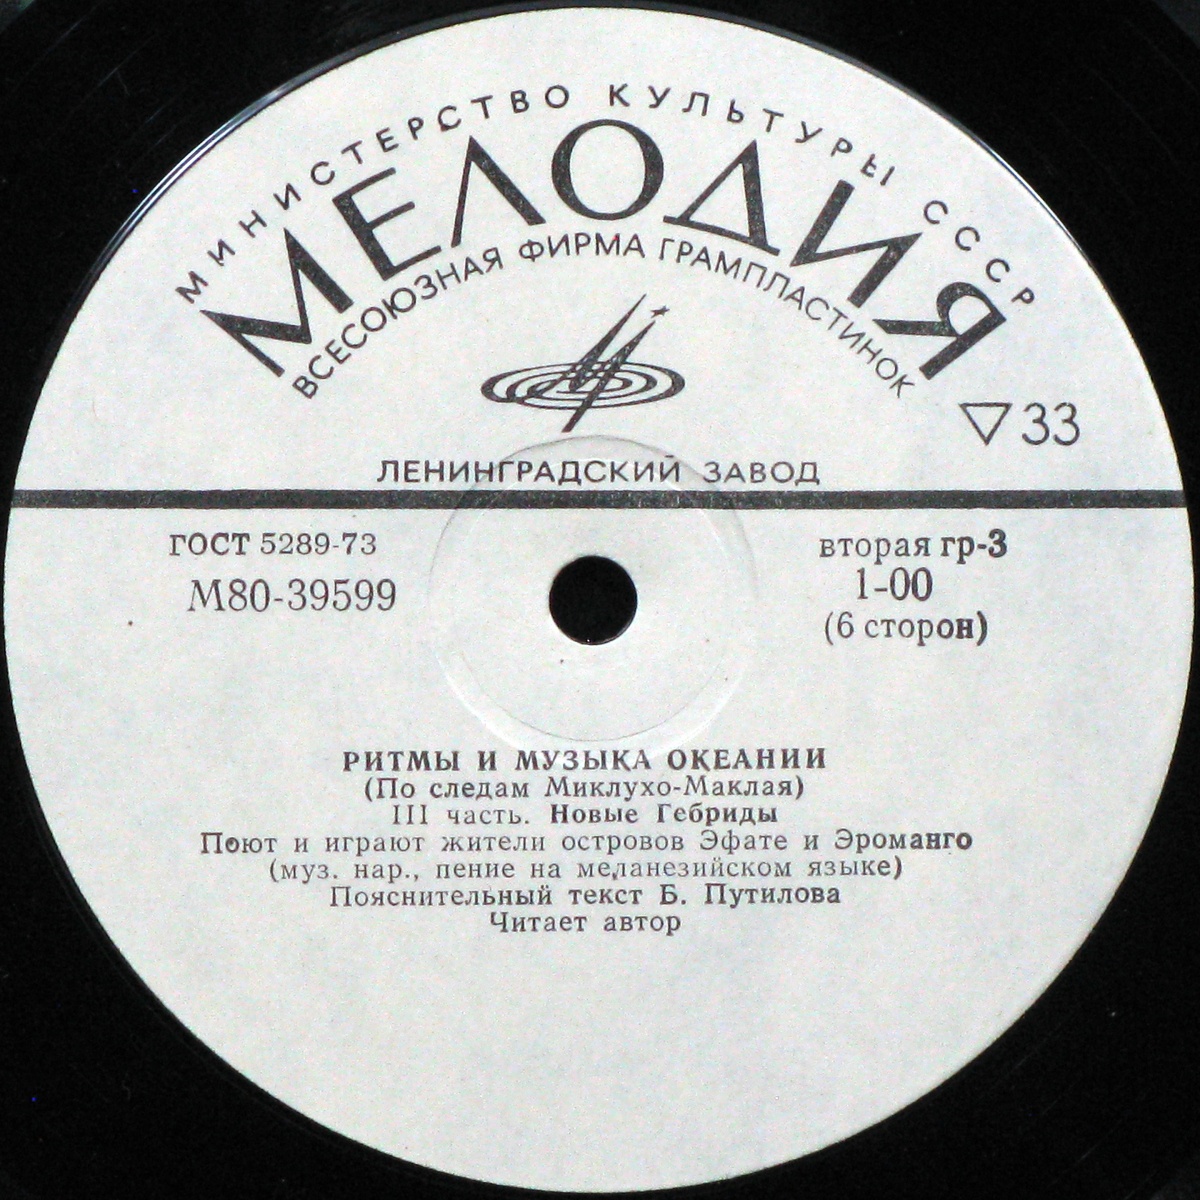 МИНИСТЕРСТВО КУЛЬТУРЫ СССР
МЕЛОДИЯ
ВСЕСОЮЗНАЯ ФИРМА ГРАМПЛАСТИНОК
▽33
ЛЕНИНГРАДСКИЙ ЗАВОД
ГОСТ 5289-73
М80-39599
вторая гр-3
1-00
(6 сторон)
РИТМЫ И МУЗЫКА ОКЕАНИИ
(По следам Миклухо-Маклая)
III часть. Новые Гебриды
Поют и играют жители островов Эфате и Эроманго
(муз. нар., пение на меланезийском языке)
Пояснительный текст Б. Путилова
Читает автор